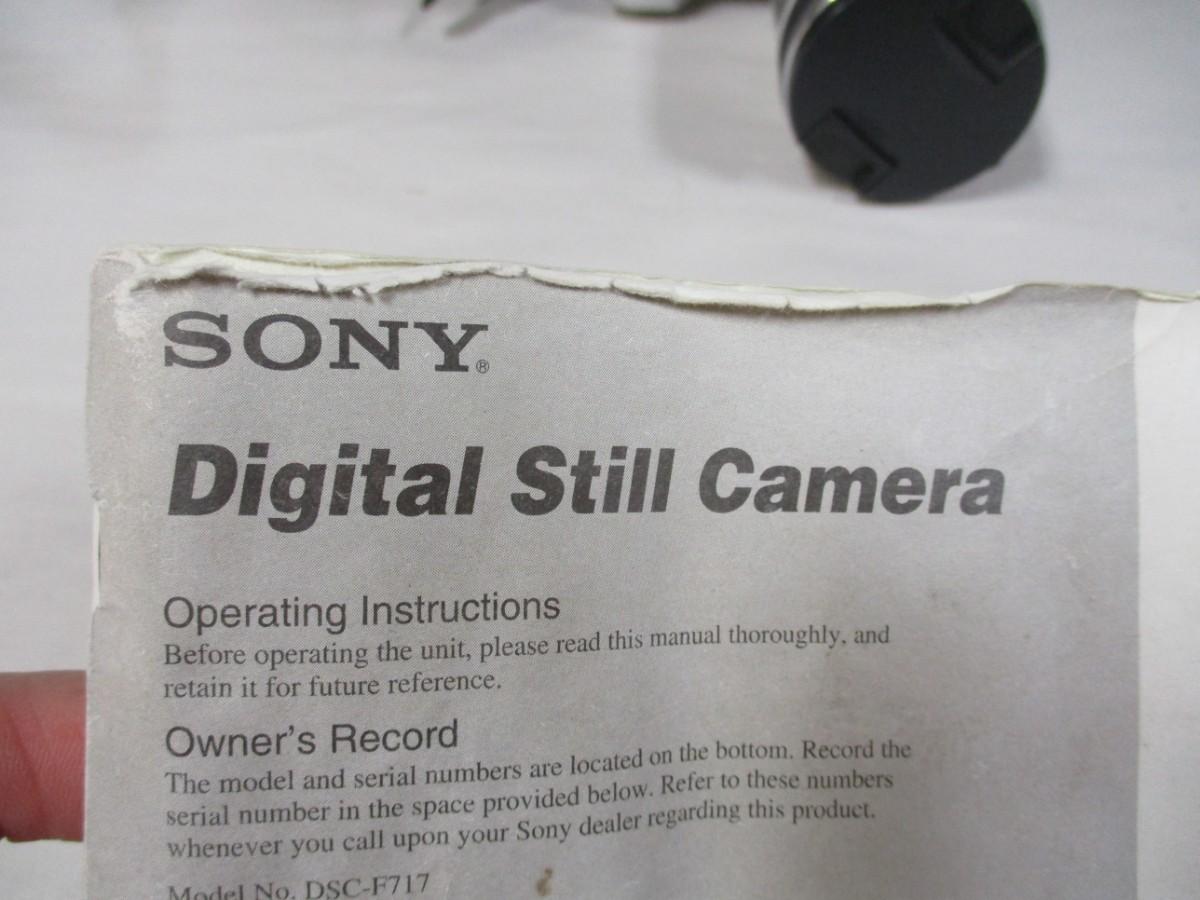 SONY®
Digital Still Camera
Operating Instructions
Before operating the unit, please read this manual thoroughly, and
retain it for future reference.
Owner's Record
The model and serial numbers are located on the bottom. Record the
serial number in the space provided below. Refer to these numbers
whenever you call upon your Sony dealer regarding this product.
Model No. DSC-F717